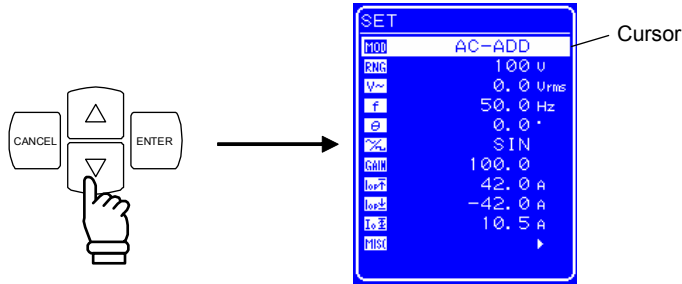 SET
MOD AC-ADD
RNG 100 V
V~ 0.0 Vrms
f 50.0 Hz
θ 0.0 °
SIN
GAIN 100.0
42.0 A
-42.0 A
10.5 A
MISC ▶
Cursor
CANCEL
ENTER